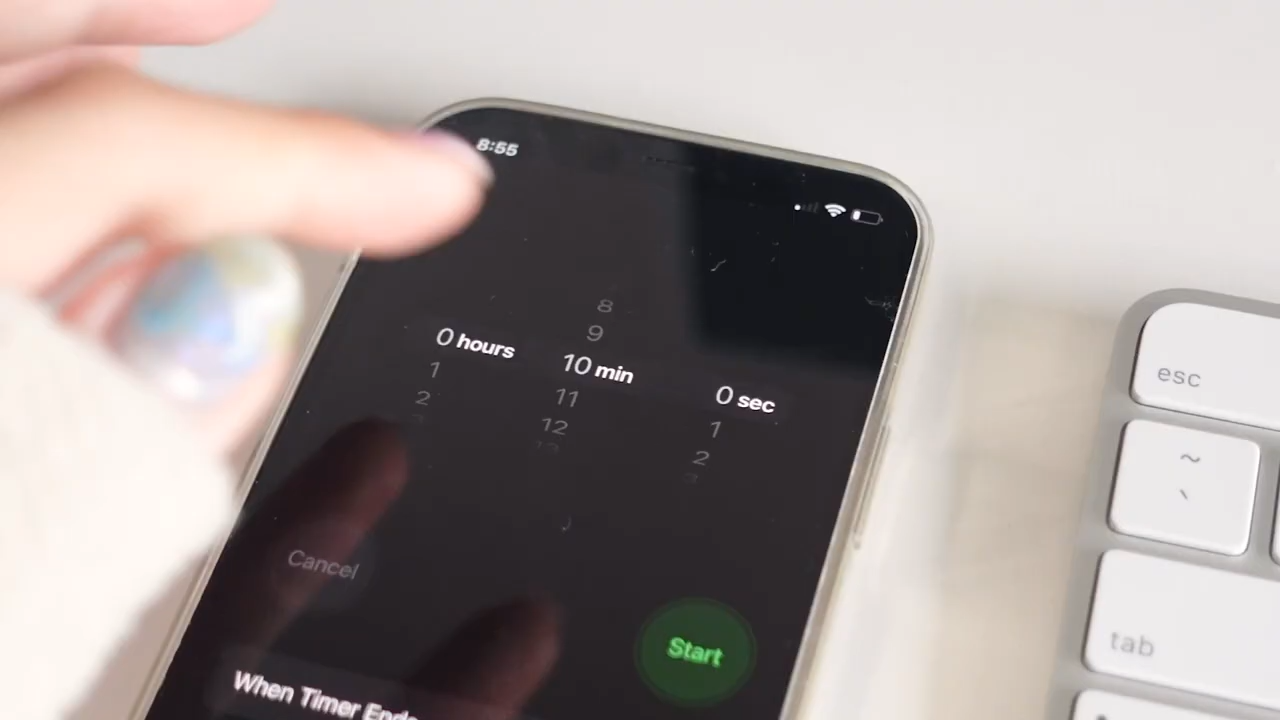 8:55
8
9
0 hours 10 min 0 sec
1 11 1
2 12 2
Cancel Start
When Timer Ends
esc
~
`
tab